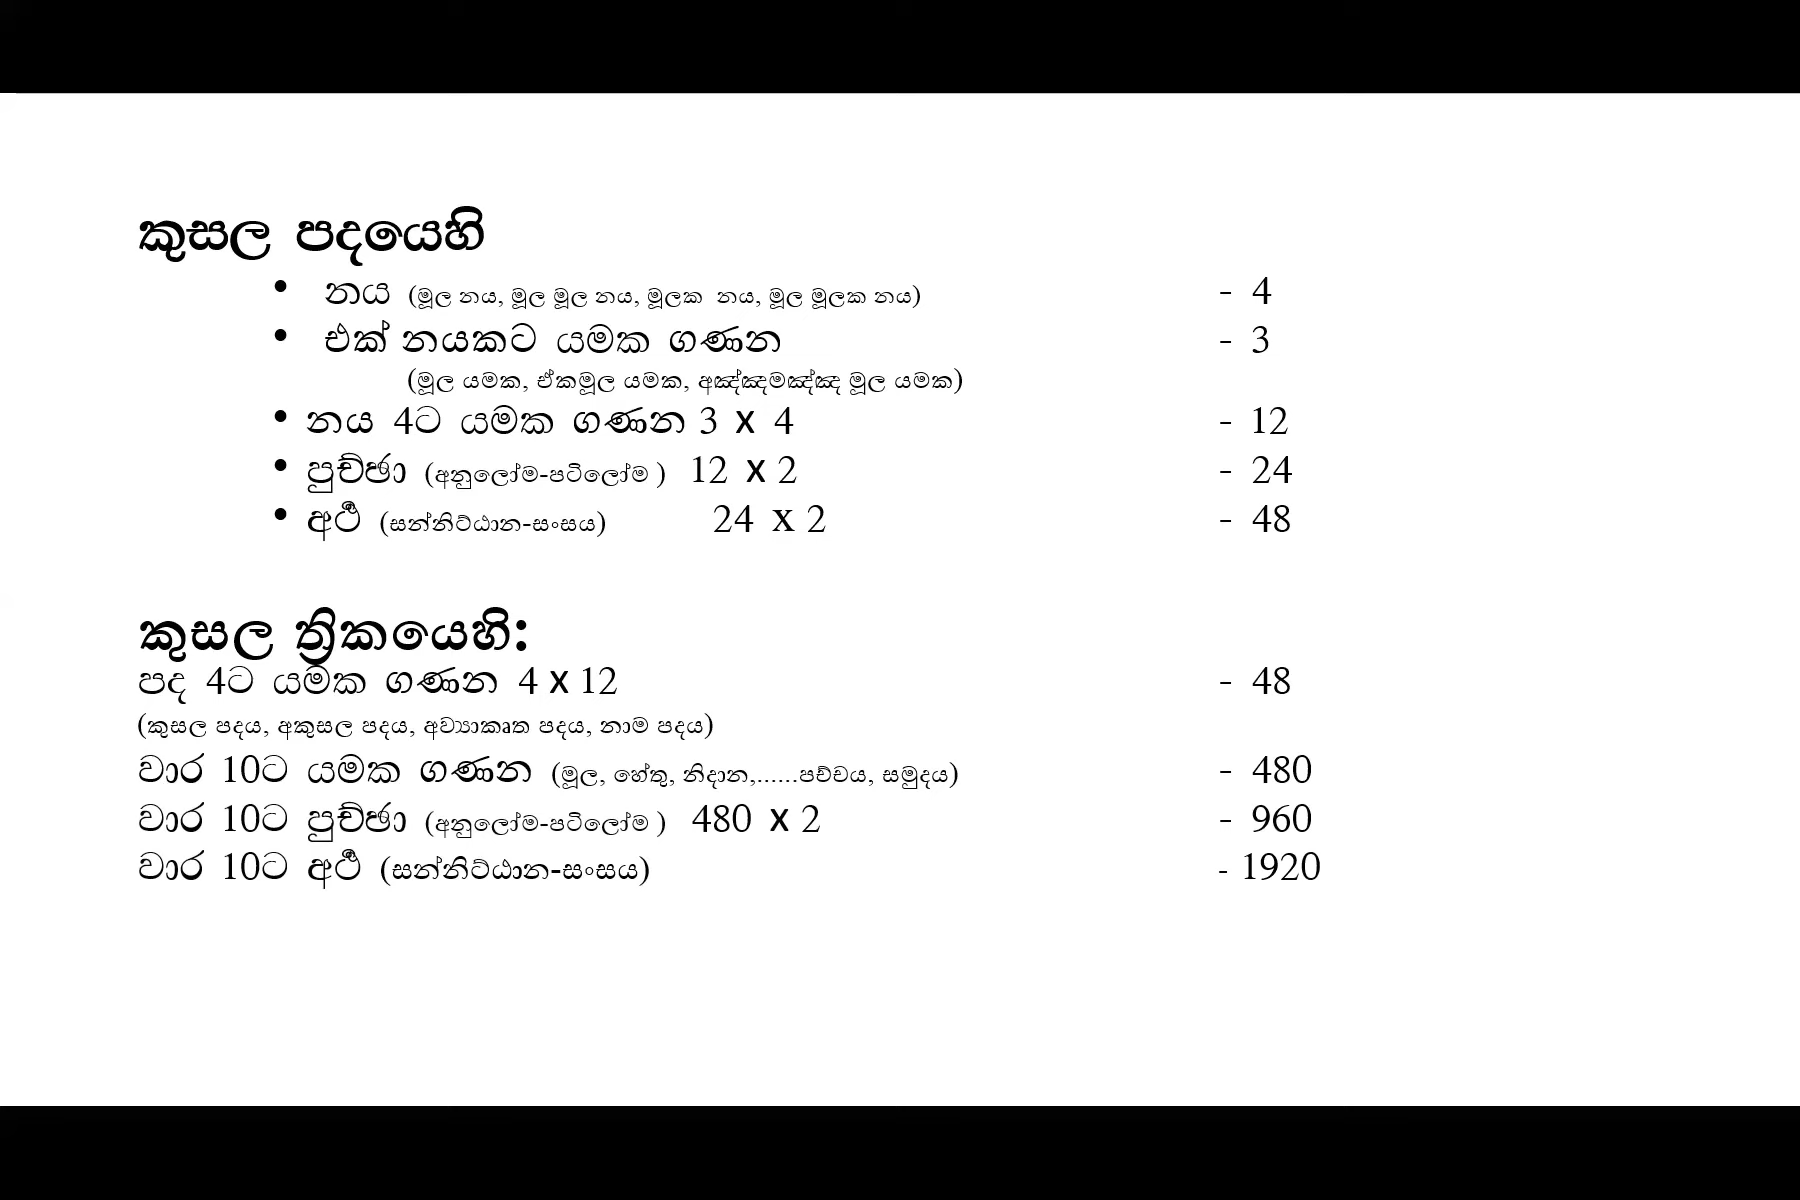 කුසල පදයෙහි
• නය (මූල නය, මූල මූල නය, මූලක නය, මූල මූලක නය) - 4
• එක් නයකට යමක ගණන - 3
(මූල යමක, ඒකමූල යමක, අඤ්ඤමඤ්ඤ මූල යමක)
• නය 4ට යමක ගණන 3 x 4 - 12
• පුච්ඡා (අනුලෝම-පටිලෝම ) 12 x 2 - 24
• අර්‍ථ (සන්නිට්ඨාන-සංසය) 24 x 2 - 48
කුසල ත්‍රිකයෙහි:
පද 4ට යමක ගණන 4 x 12 - 48
(කුසල පදය, අකුසල පදය, අව්‍යාකෘත පදය, නාම පදය)
වාර 10ට යමක ගණන (මූල, හේතු, නිදාන,......පච්චය, සමුදය) - 480
වාර 10ට පුච්ඡා (අනුලෝම-පටිලෝම ) 480 x 2 - 960
වාර 10ට අර්‍ථ (සන්නිට්ඨාන-සංසය) - 1920